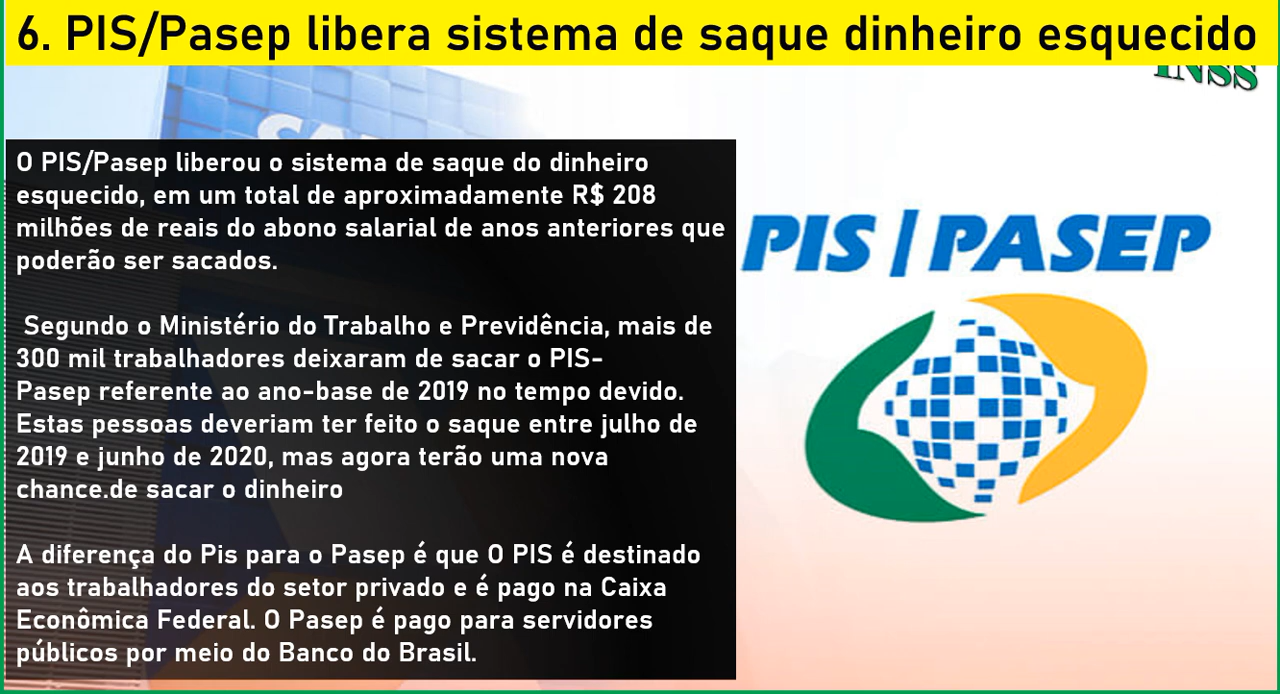 6. PIS/Pasep libera sistema de saque dinheiro esquecido
INSS
O PIS/Pasep liberou o sistema de saque do dinheiro
esquecido, em um total de aproximadamente R$ 208
milhões de reais do abono salarial de anos anteriores que
poderão ser sacados.
Segundo o Ministério do Trabalho e Previdência, mais de
300 mil trabalhadores deixaram de sacar o PIS-
Pasep referente ao ano-base de 2019 no tempo devido.
Estas pessoas deveriam ter feito o saque entre julho de
2019 e junho de 2020, mas agora terão uma nova
chance.de sacar o dinheiro
A diferença do Pis para o Pasep é que O PIS é destinado
aos trabalhadores do setor privado e é pago na Caixa
Econômica Federal. O Pasep é pago para servidores
públicos por meio do Banco do Brasil.
PIS | PASEP